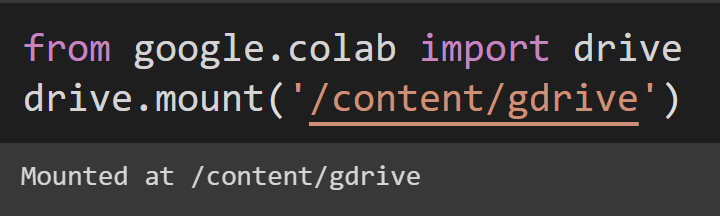 from google.colab import drive
drive.mount('/content/gdrive')
Mounted at /content/gdrive